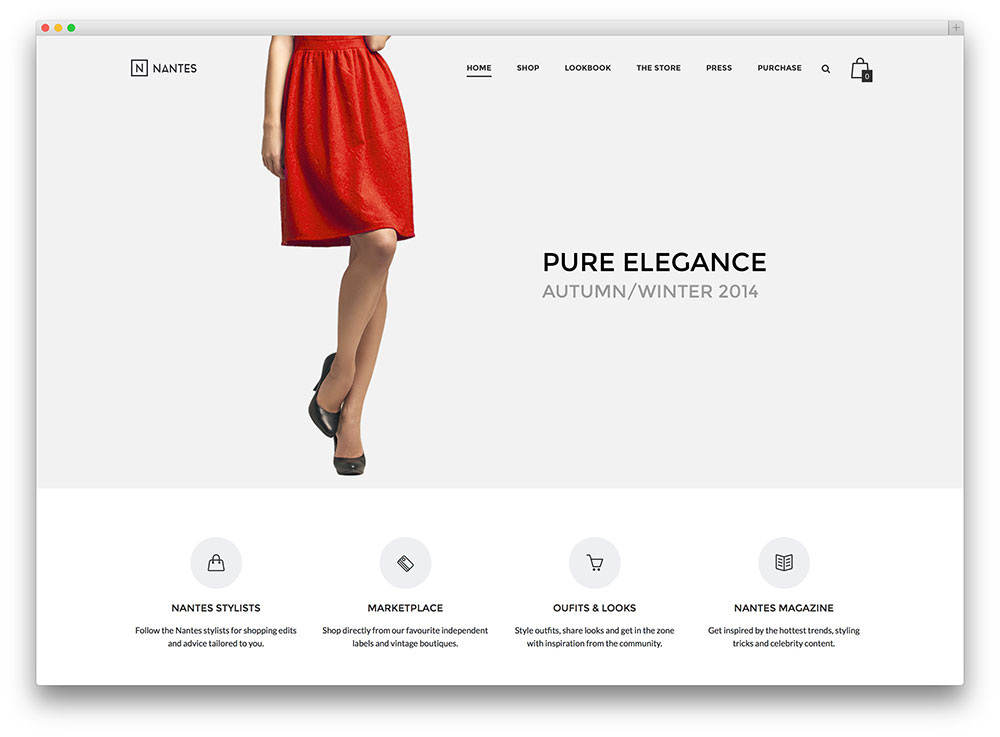 N NANTES
HOME SHOP LOOKBOOK THE STORE PRESS PURCHASE
0
PURE ELEGANCE
AUTUMN/WINTER 2014
NANTES STYLISTS
Follow the Nantes stylists for shopping edits
and advice tailored to you.
MARKETPLACE
Shop directly from our favourite independent
labels and vintage boutiques.
OUFITS & LOOKS
Style outfits, share looks and get in the zone
with inspiration from the community.
NANTES MAGAZINE
Get inspired by the hottest trends, styling
tricks and celebrity content.